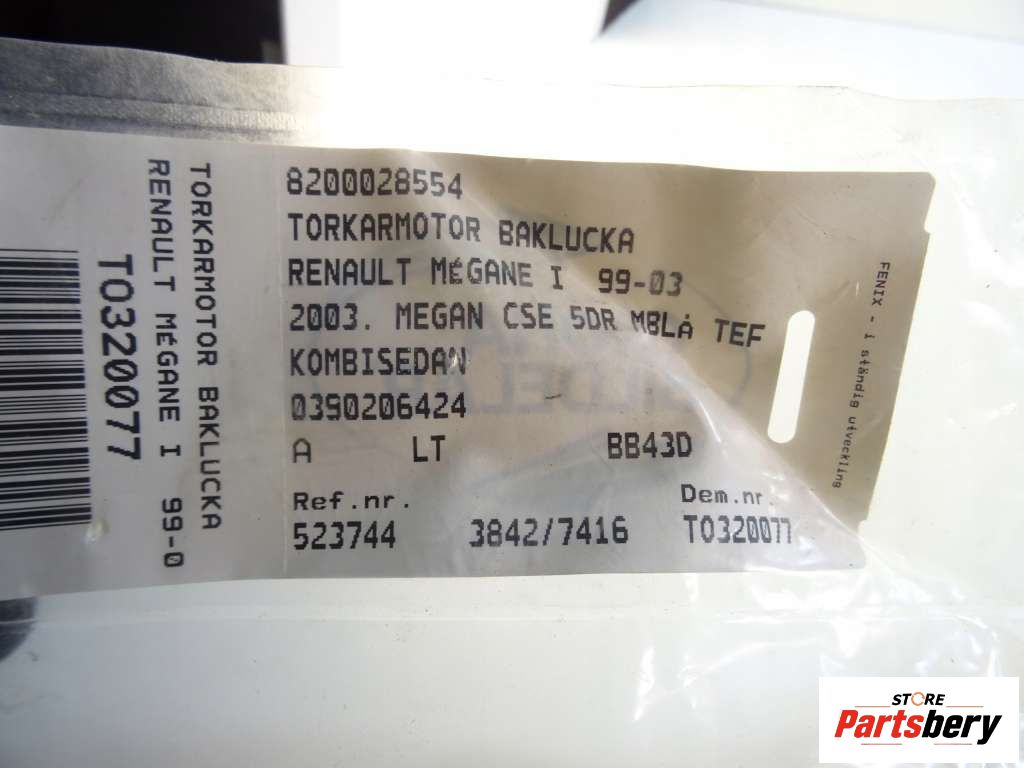 8200028554
TORKARMOTOR BAKLUCKA
RENAULT MÉGANE I 99-03
2003. MEGAN CSE 5DR MBLÅ TEF
KOMBISEDAN
0390206424
A LT BB43D
Ref.nr. Dem.nr.
523744 3842/7416 TO320077
TORKARMOTOR BAKLUCKA
RENAULT MÉGANE I 99-0
TO320077
FENIX - i ständig utveckling
STORE
Partsbery